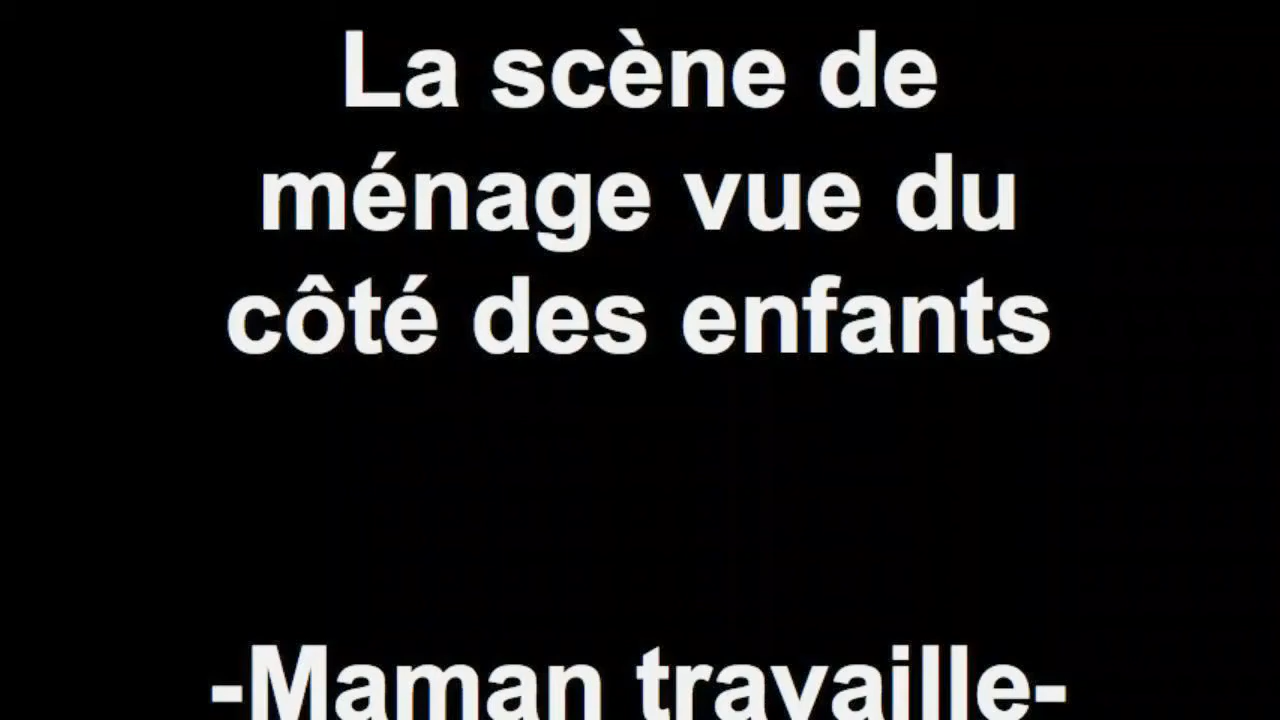 La scène de
ménage vue du
côté des enfants
-Maman travaille-